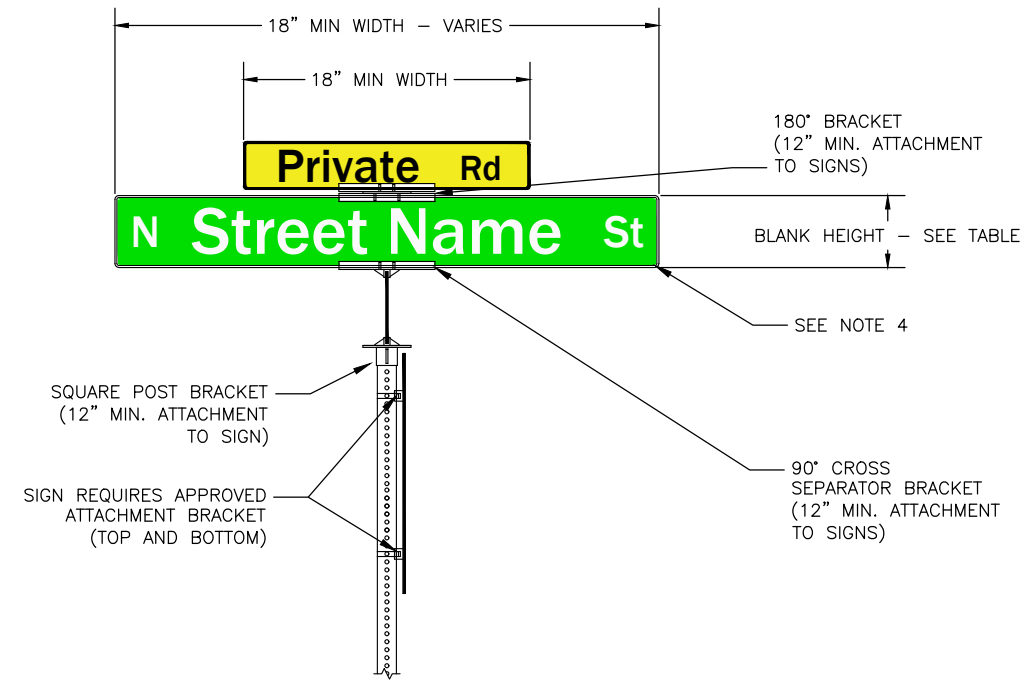 18” MIN WIDTH – VARIES
18” MIN WIDTH
180° BRACKET
(12” MIN. ATTACHMENT
TO SIGNS)
Private Rd
N Street Name St
BLANK HEIGHT – SEE TABLE
SEE NOTE 4
SQUARE POST BRACKET
(12” MIN. ATTACHMENT
TO SIGN)
90° CROSS
SEPARATOR BRACKET
(12” MIN. ATTACHMENT
TO SIGNS)
SIGN REQUIRES APPROVED
ATTACHMENT BRACKET
(TOP AND BOTTOM)